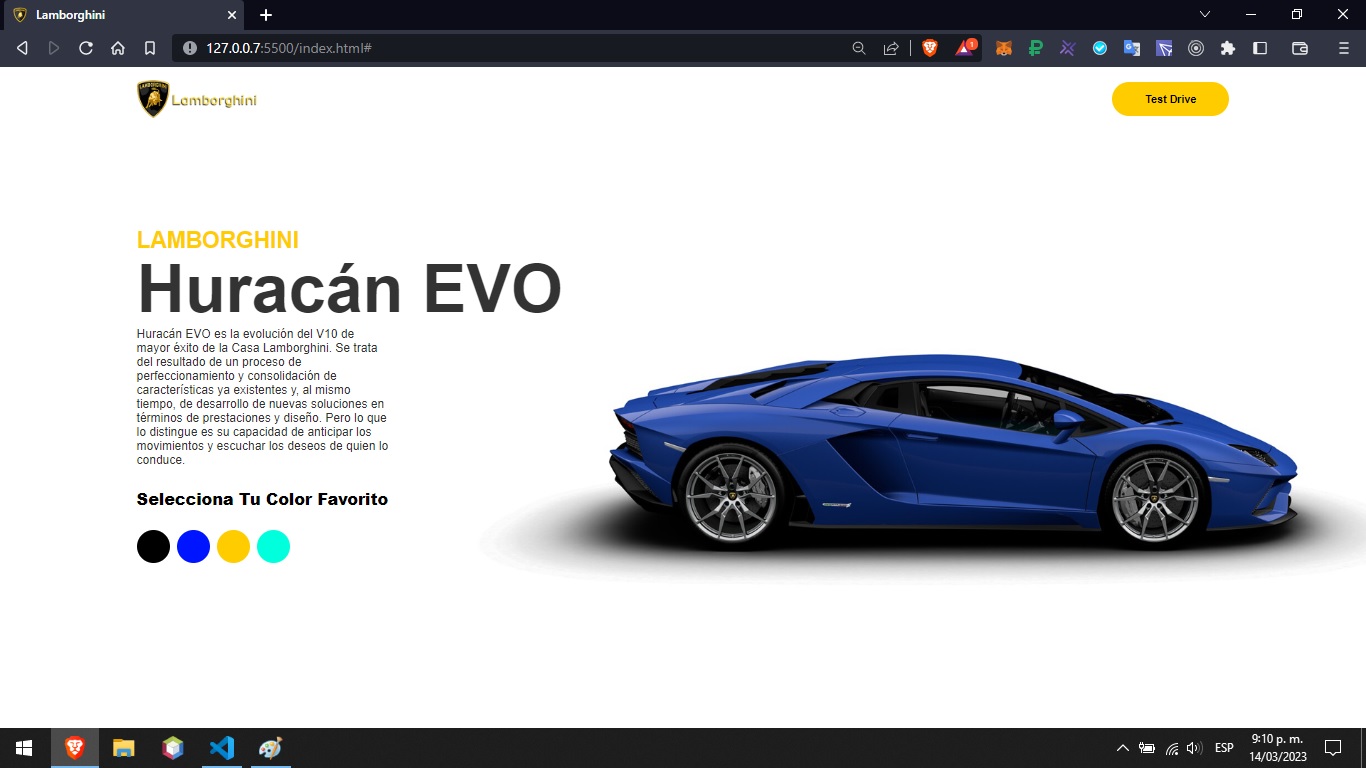 Lamborghini
127.0.0.7:5500/index.html#
1
Lamborghini
Test Drive
LAMBORGHINI
Huracán EVO
Huracán EVO es la evolución del V10 de
mayor éxito de la Casa Lamborghini. Se trata
del resultado de un proceso de
perfeccionamiento y consolidación de
características ya existentes y, al mismo
tiempo, de desarrollo de nuevas soluciones en
términos de prestaciones y diseño. Pero lo que
lo distingue es su capacidad de anticipar los
movimientos y escuchar los deseos de quien lo
conduce.
Selecciona Tu Color Favorito
ESP
9:10 p. m.
14/03/2023